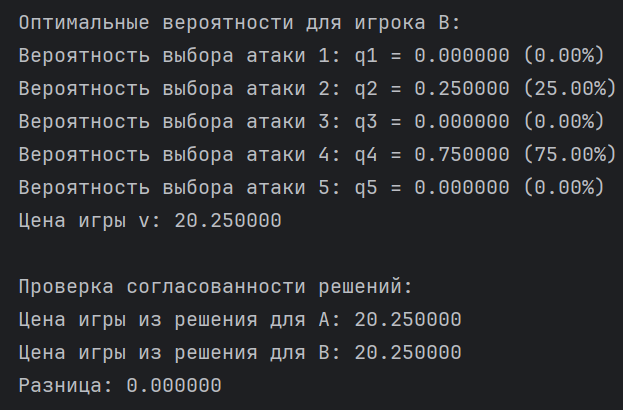 Оптимальные вероятности для игрока B:
Вероятность выбора атаки 1: q1 = 0.000000 (0.00%)
Вероятность выбора атаки 2: q2 = 0.250000 (25.00%)
Вероятность выбора атаки 3: q3 = 0.000000 (0.00%)
Вероятность выбора атаки 4: q4 = 0.750000 (75.00%)
Вероятность выбора атаки 5: q5 = 0.000000 (0.00%)
Цена игры v: 20.250000
Проверка согласованности решений:
Цена игры из решения для A: 20.250000
Цена игры из решения для B: 20.250000
Разница: 0.000000